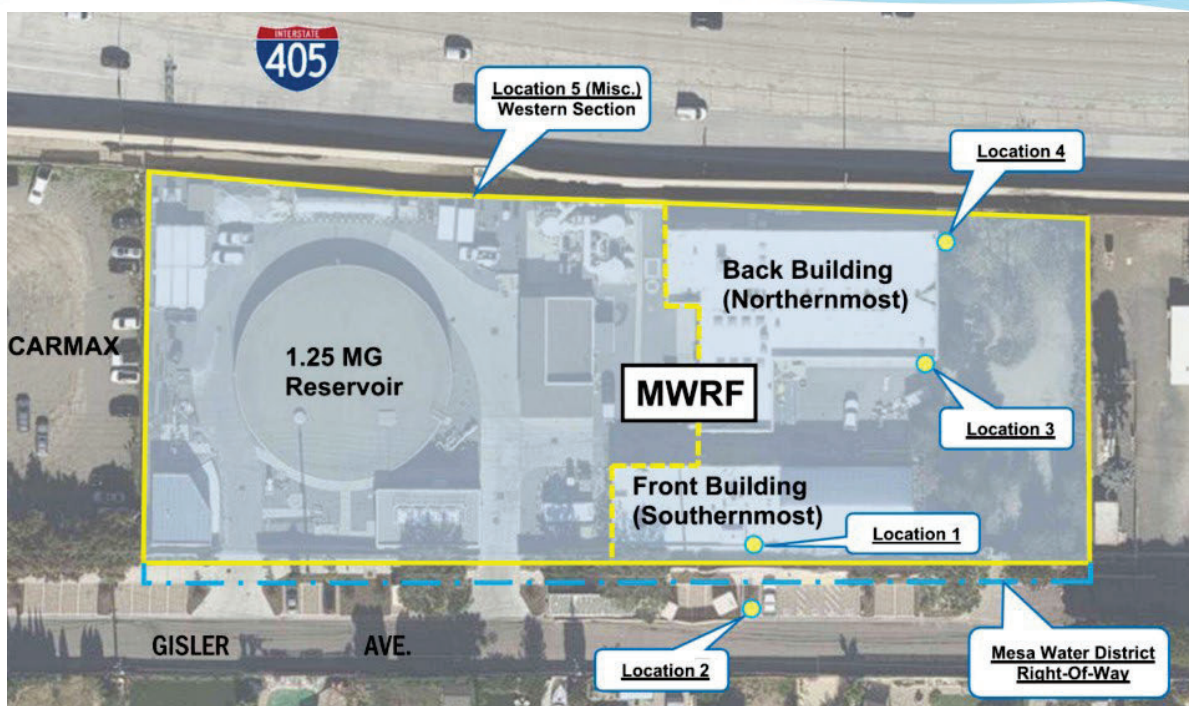 INTERSTATE
405
Location 5 (Misc.)
Western Section
Location 4
Back Building
(Northernmost)
CARMAX
1.25 MG
Reservoir
MWRF
Location 3
Front Building
(Southernmost)
Location 1
GISLER AVE.
Location 2
Mesa Water District
Right-Of-Way